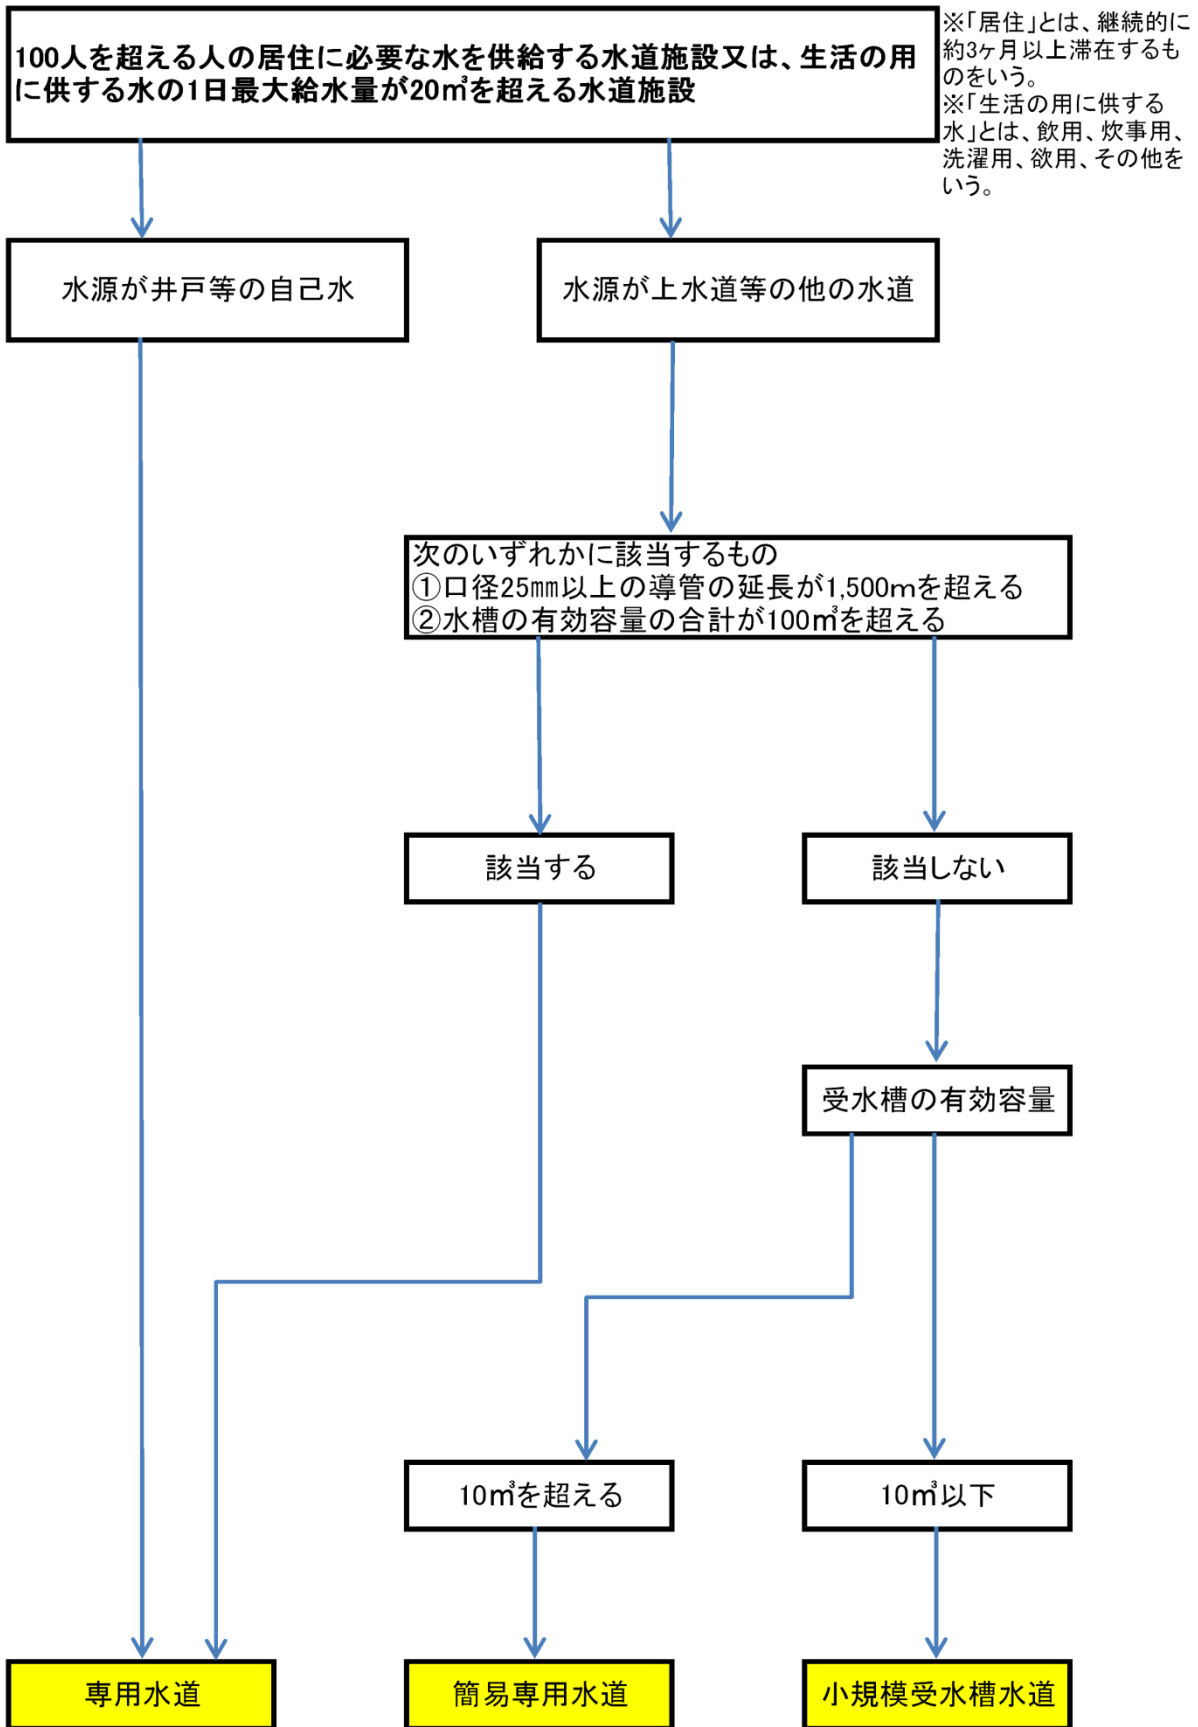 100人を超える人の居住に必要な水を供給する水道施設又は、生活の用
に供する水の1日最大給水量が20㎥を超える水道施設
※「居住」とは、継続的に
約3ヶ月以上滞在するも
のをいう。
※「生活の用に供する
水」とは、飲用、炊事用、
洗濯用、欲用、その他を
いう。
水源が井戸等の自己水
水源が上水道等の他の水道
次のいずれかに該当するもの
①口径25㎜以上の導管の延長が1,500mを超える
②水槽の有効容量の合計が100㎥を超える
該当する
該当しない
受水槽の有効容量
10㎥を超える
10㎥以下
専用水道
簡易専用水道
小規模受水槽水道